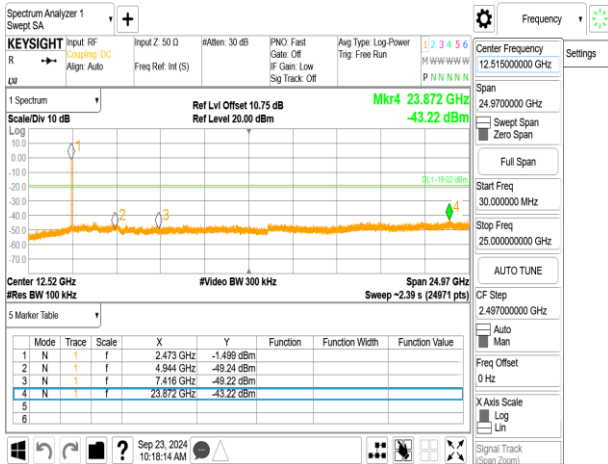 Spectrum Analyzer 1
Swept SA
+
Frequency
KEYSIGHT
R
LXI
Input: RF
Coupling: DC
Align: Auto
Input Z: 50 Ω
Freq Ref: Int (S)
#Atten: 30 dB
PNO: Fast
Gate: Off
IF Gain: Low
Sig Track: Off
Avg Type: Log-Power
Trig: Free Run
1 2 3 4 5 6
M W W W W W
P N N N N N
Settings
Center Frequency
12.515000000 GHz
Span
24.9700000 GHz
Swept Span
Zero Span
Full Span
Start Freq
30.000000 MHz
Stop Freq
25.000000000 GHz
AUTO TUNE
CF Step
2.497000000 GHz
Auto
Man
Freq Offset
0 Hz
X Axis Scale
Log
Lin
Signal Track
(Span Zoom)
1 Spectrum
Scale/Div 10 dB
Ref Lvl Offset 10.75 dB
Ref Level 20.00 dBm
Mkr4 23.872 GHz
-43.22 dBm
Log
10.0
0.00
-10.0
-20.0
-30.0
-40.0
-50.0
-60.0
-70.0
1
2
3
4
DL1 -19.02 dBm
Center 12.52 GHz
#Res BW 100 kHz
#Video BW 300 kHz
Span 24.97 GHz
Sweep ~2.39 s (24971 pts)
5 Marker Table
Mode Trace Scale X Y Function Function Width Function Value
1 N 1 f 2.473 GHz -1.499 dBm
2 N 1 f 4.944 GHz -49.24 dBm
3 N 1 f 7.416 GHz -49.22 dBm
4 N 1 f 23.872 GHz -43.22 dBm
5
6
?
Sep 23, 2024
10:18:14 AM